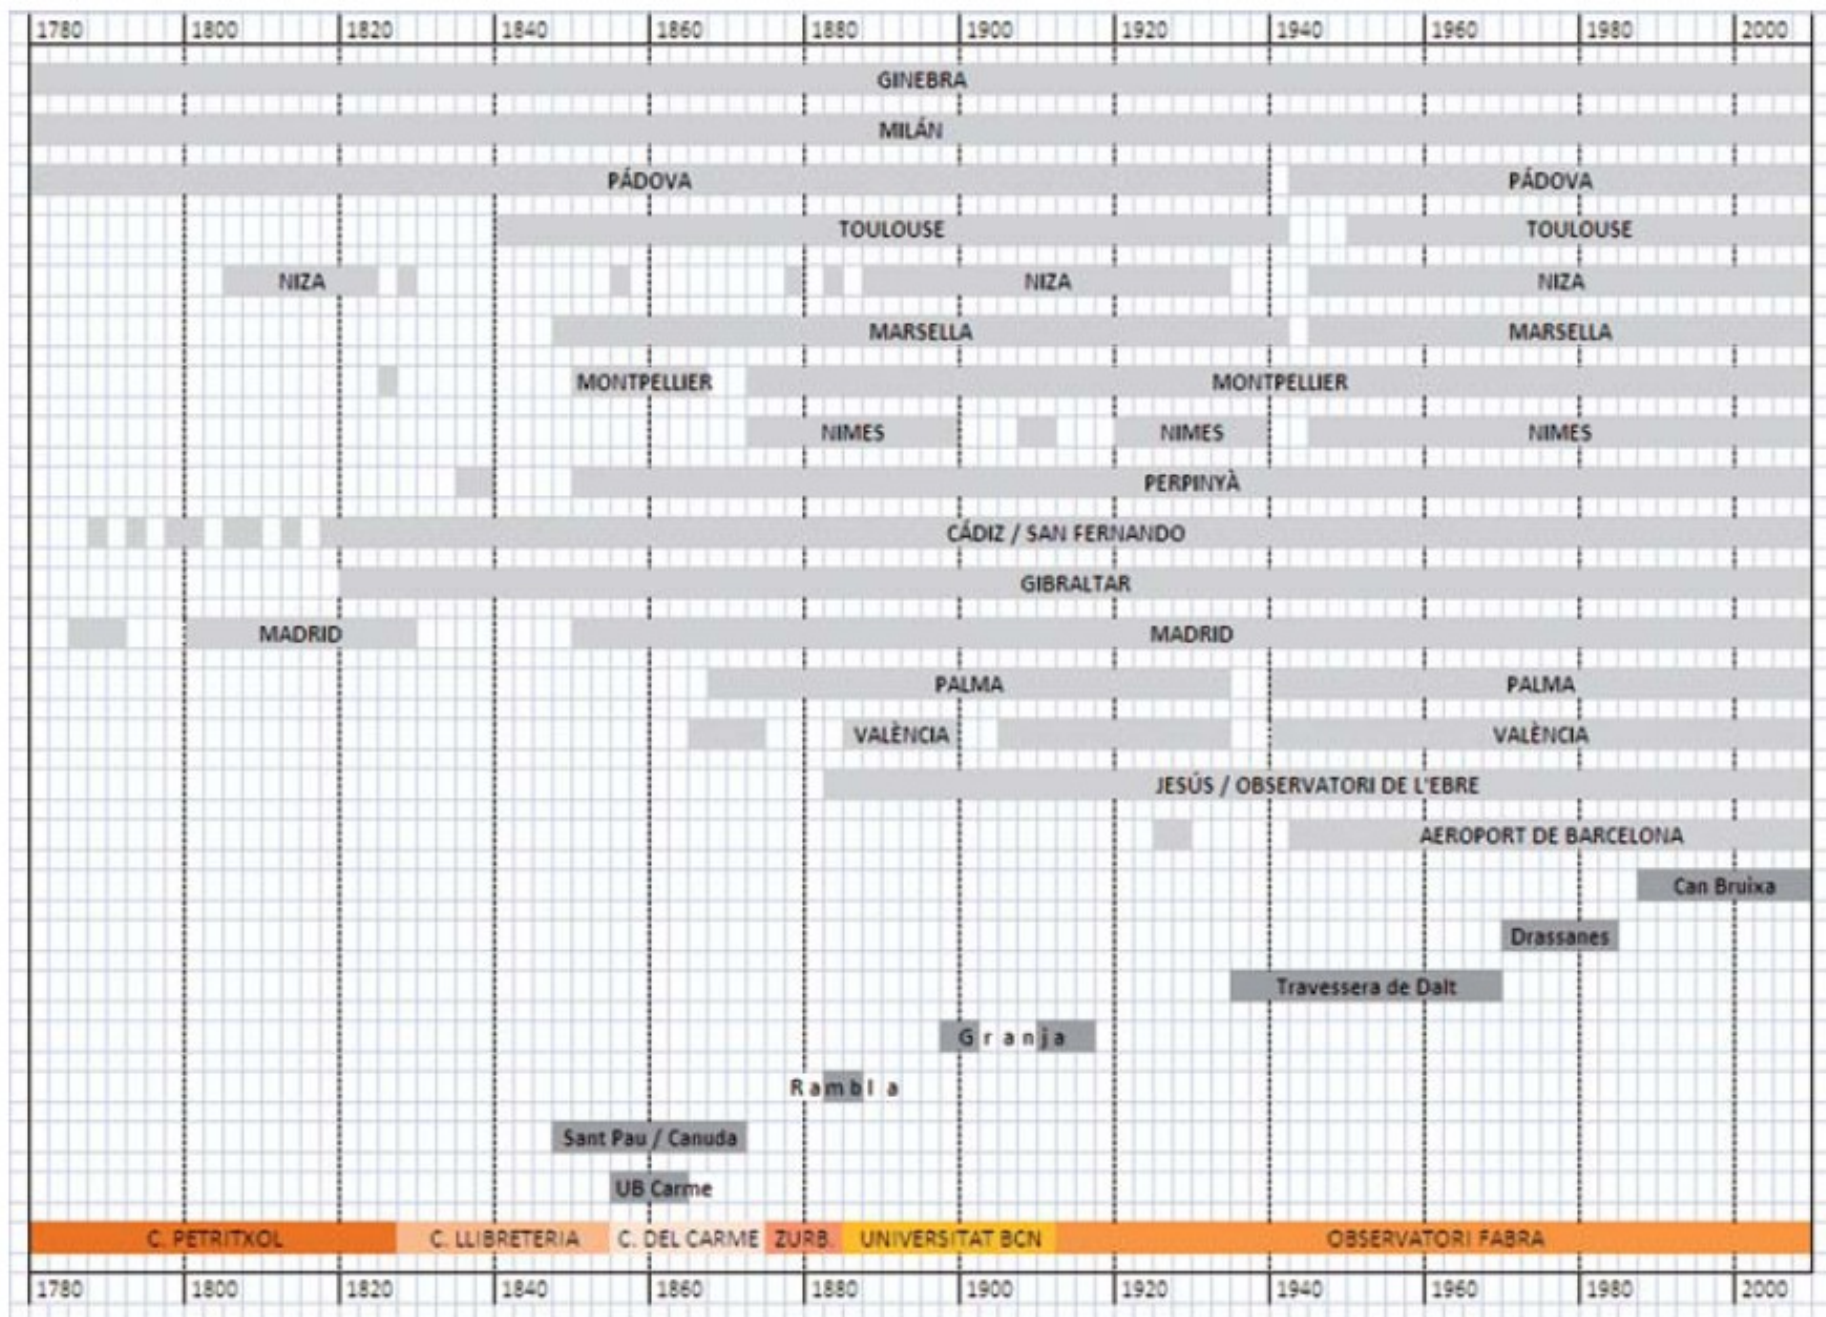 1780 1800 1820 1840 1860 1880 1900 1920 1940 1960 1980 2000
GINEBRA
MILÁN
PÁDOVA PÁDOVA
TOULOUSE TOULOUSE
NIZA NIZA NIZA
MARSELLA MARSELLA
MONTPELLIER MONTPELLIER
NIMES NIMES NIMES
PERPINYÀ
CÁDIZ / SAN FERNANDO
GIBRALTAR
MADRID MADRID
PALMA PALMA
VALÈNCIA VALÈNCIA
JESÚS / OBSERVATORI DE L'EBRE
AEROPORT DE BARCELONA
Can Bruixa
Drassanes
Travessera de Dalt
Granja
Rambla
Sant Pau / Canuda
UB Carme
C. PETRITXOL C. LLIBRETERIA C. DEL CARME ZURB. UNIVERSITAT BCN OBSERVATORI FABRA
1780 1800 1820 1840 1860 1880 1900 1920 1940 1960 1980 2000